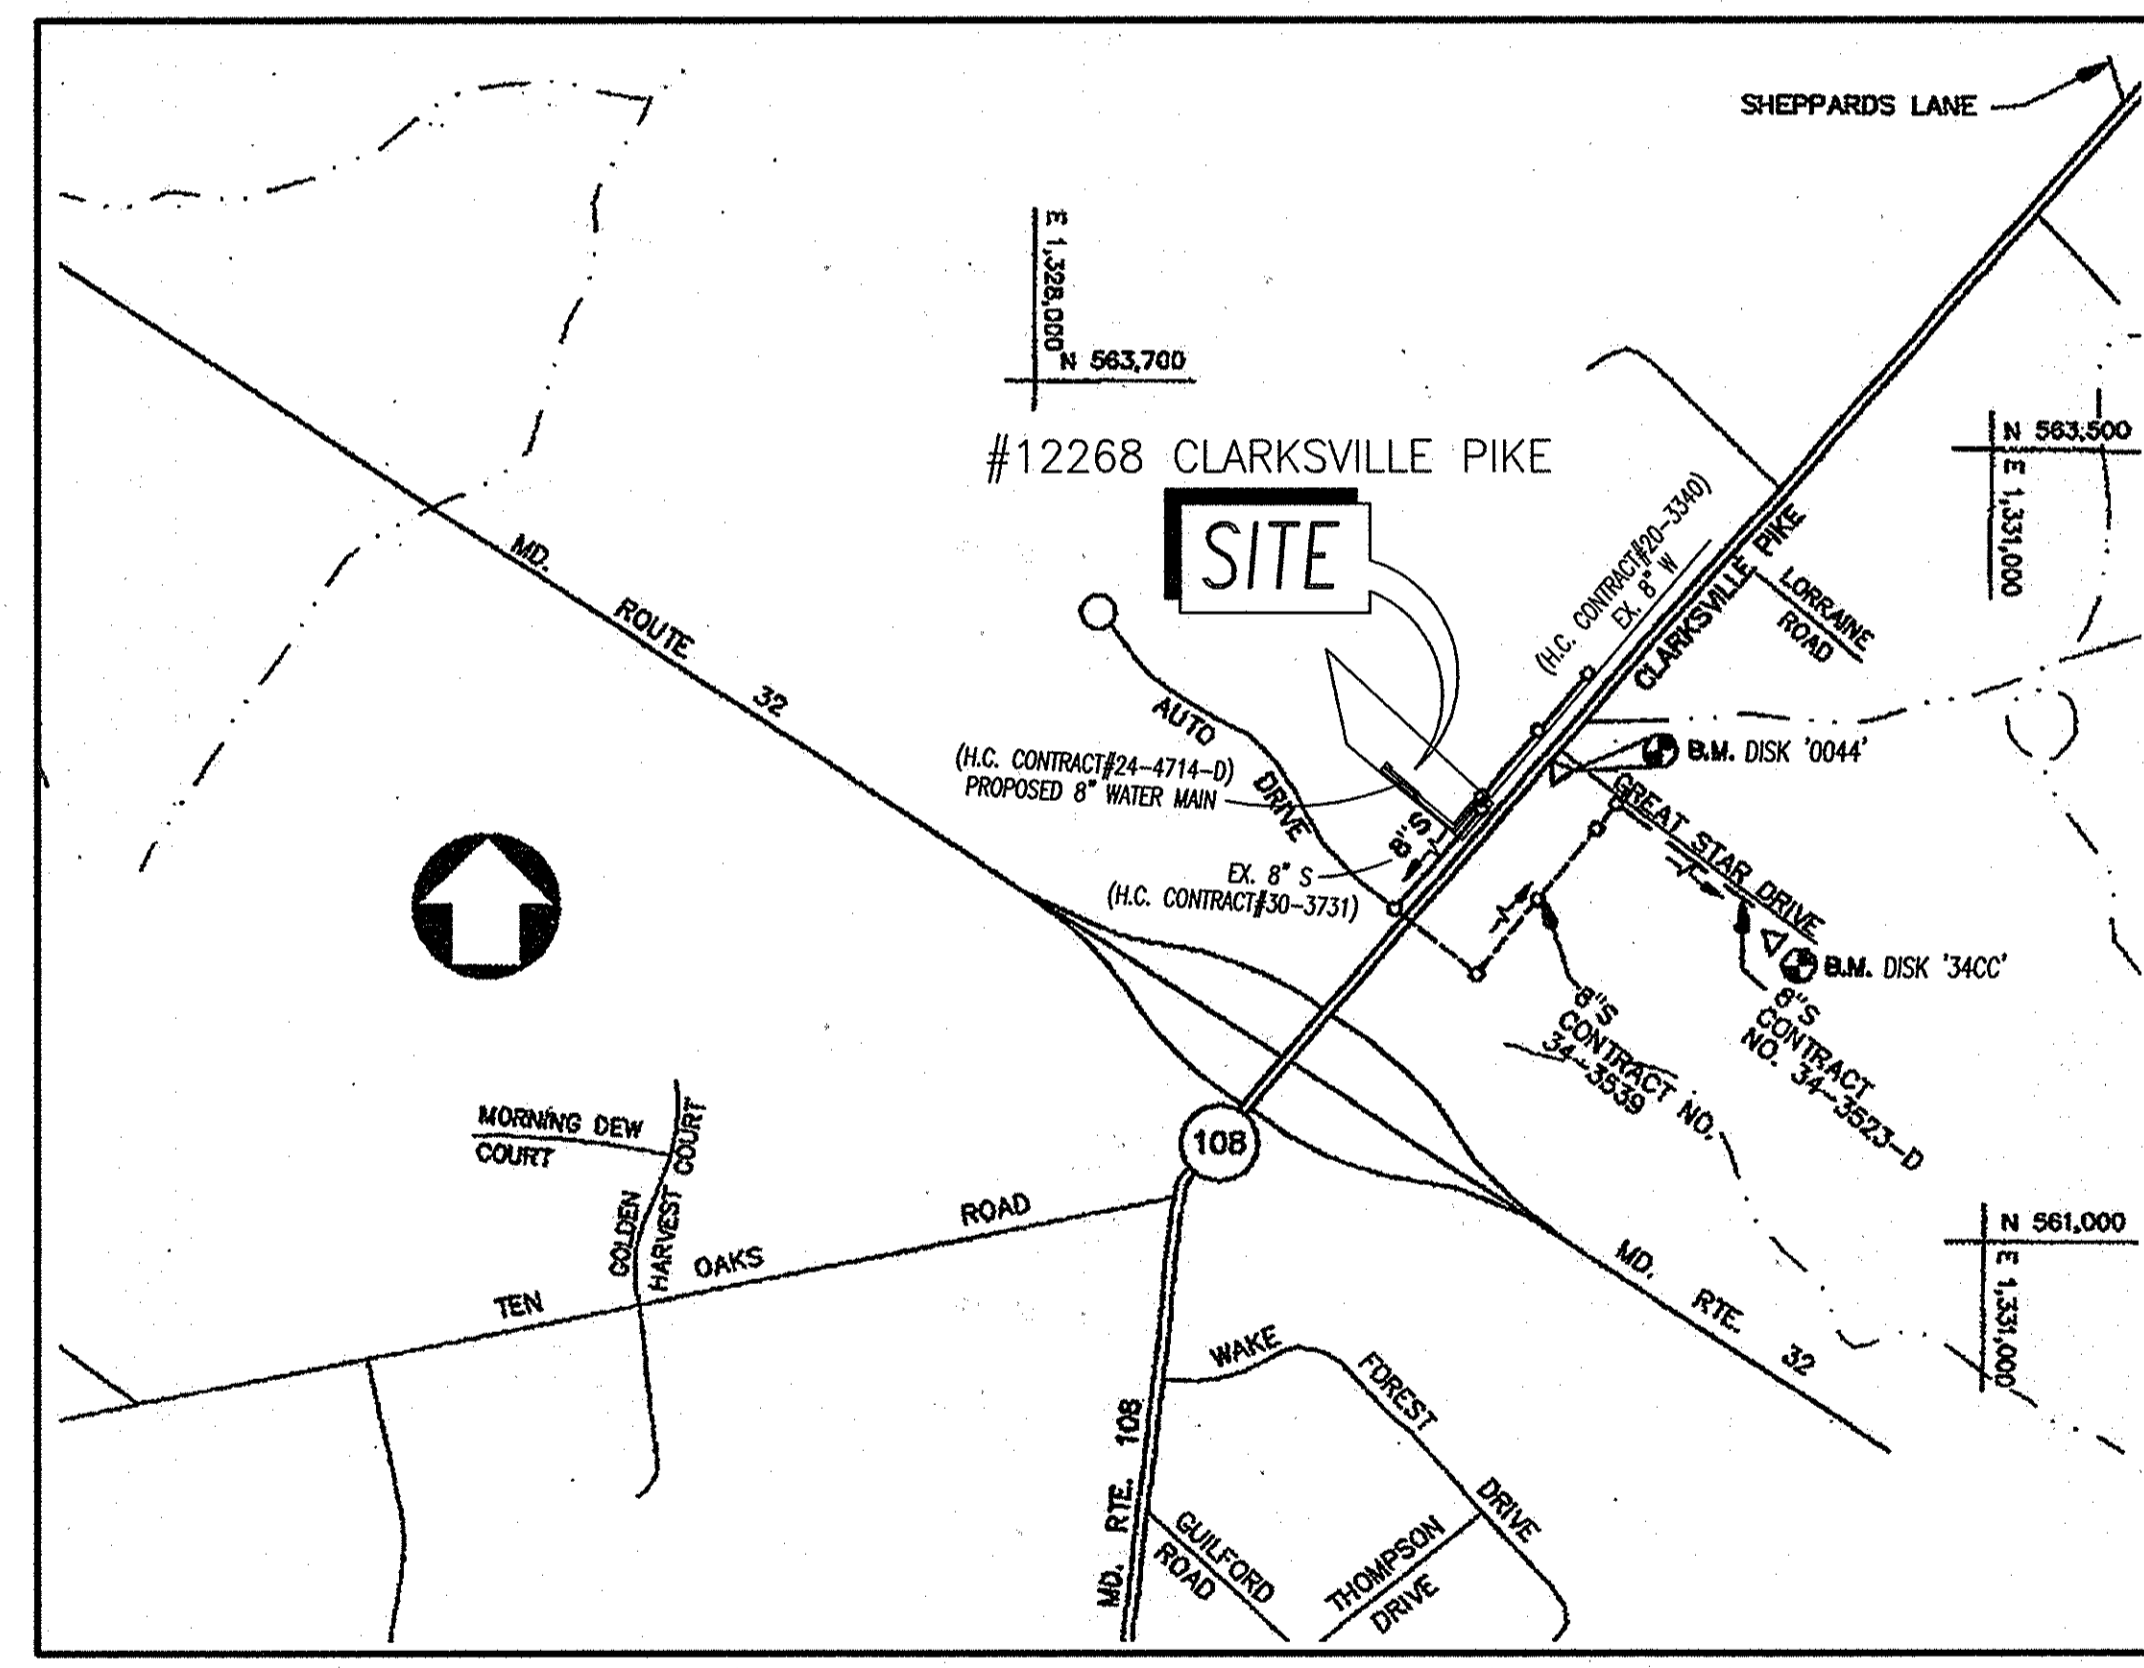 SHEPPARDS LANE
E 1,328,000
N 563,700
#12268 CLARKSVILLE PIKE
SITE
N 563,500
E 1,331,000
(H.C. CONTRACT#20-3340)
EX. 8" W
CLARKSVILLE PIKE
LORRAINE
ROAD
MD. ROUTE 32
AUTO DRIVE
(H.C. CONTRACT#24-4714-D)
PROPOSED 8" WATER MAIN
B.M. DISK '0044'
GREAT STAR DRIVE
8"S
EX. 8" S
(H.C. CONTRACT#30-3731)
B.M. DISK '34CC'
8"S
CONTRACT NO.
34-3539
8"S
CONTRACT
NO. 34-3523-D
108
MORNING DEW
COURT
GOLDEN
HARVEST COURT
TEN OAKS ROAD
N 561,000
E 1,331,000
MD. RTE. 32
WAKE FOREST DRIVE
MD. RTE. 108
GUILFORD
ROAD
THOMPSON
DRIVE